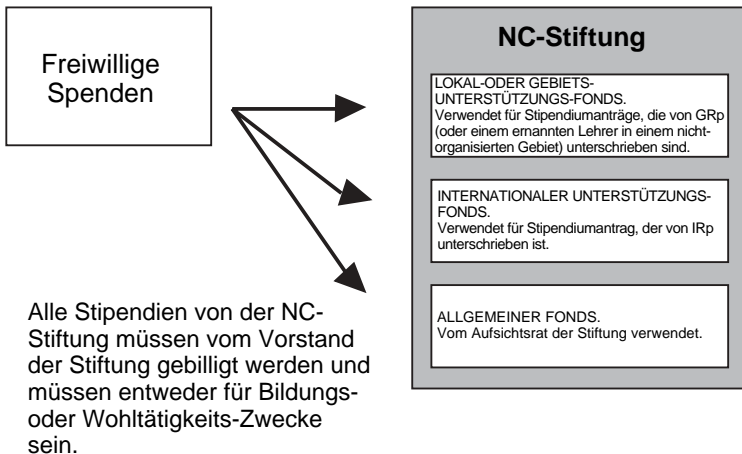 Freiwillige
Spenden
NC-Stiftung
LOKAL-ODER GEBIETS-
UNTERSTÜTZUNGS-FONDS.
Verwendet für Stipendiumanträge, die von GRp
(oder einem ernannten Lehrer in einem nicht-
organisierten Gebiet) unterschrieben sind.
INTERNATIONALER UNTERSTÜTZUNGS-
FONDS.
Verwendet für Stipendiumantrag, der von IRp
unterschrieben ist.
ALLGEMEINER FONDS.
Vom Aufsichtsrat der Stiftung verwendet.
Alle Stipendien von der NC-
Stiftung müssen vom Vorstand
der Stiftung gebilligt werden und
müssen entweder für Bildungs-
oder Wohltätigkeits-Zwecke
sein.